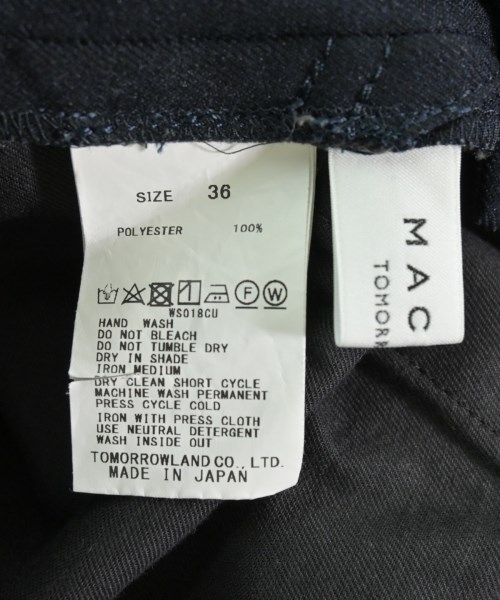 SIZE 36
POLYESTER 100%
F W
WS018CU
HAND WASH
DO NOT BLEACH
DO NOT TUMBLE DRY
DRY IN SHADE
IRON MEDIUM
DRY CLEAN SHORT CYCLE
MACHINE WASH PERMANENT
PRESS CYCLE COLD
IRON WITH PRESS CLOTH
USE NEUTRAL DETERGENT
WASH INSIDE OUT
TOMORROWLAND CO., LTD.
MADE IN JAPAN
MAC
TOMORR